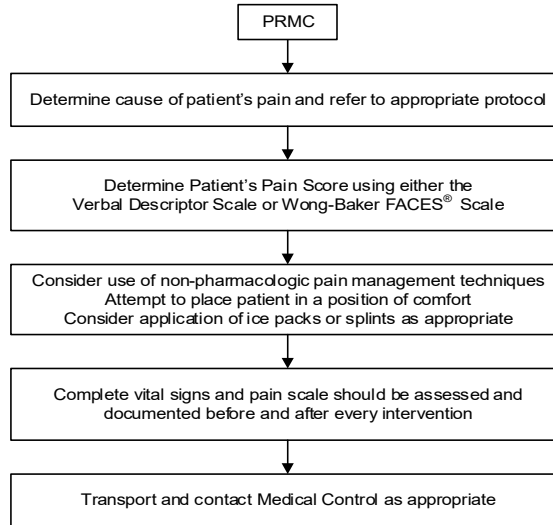 PRMC
Determine cause of patient's pain and refer to appropriate protocol
Determine Patient's Pain Score using either the
Verbal Descriptor Scale or Wong-Baker FACES® Scale
Consider use of non-pharmacologic pain management techniques
Attempt to place patient in a position of comfort
Consider application of ice packs or splints as appropriate
Complete vital signs and pain scale should be assessed and
documented before and after every intervention
Transport and contact Medical Control as appropriate